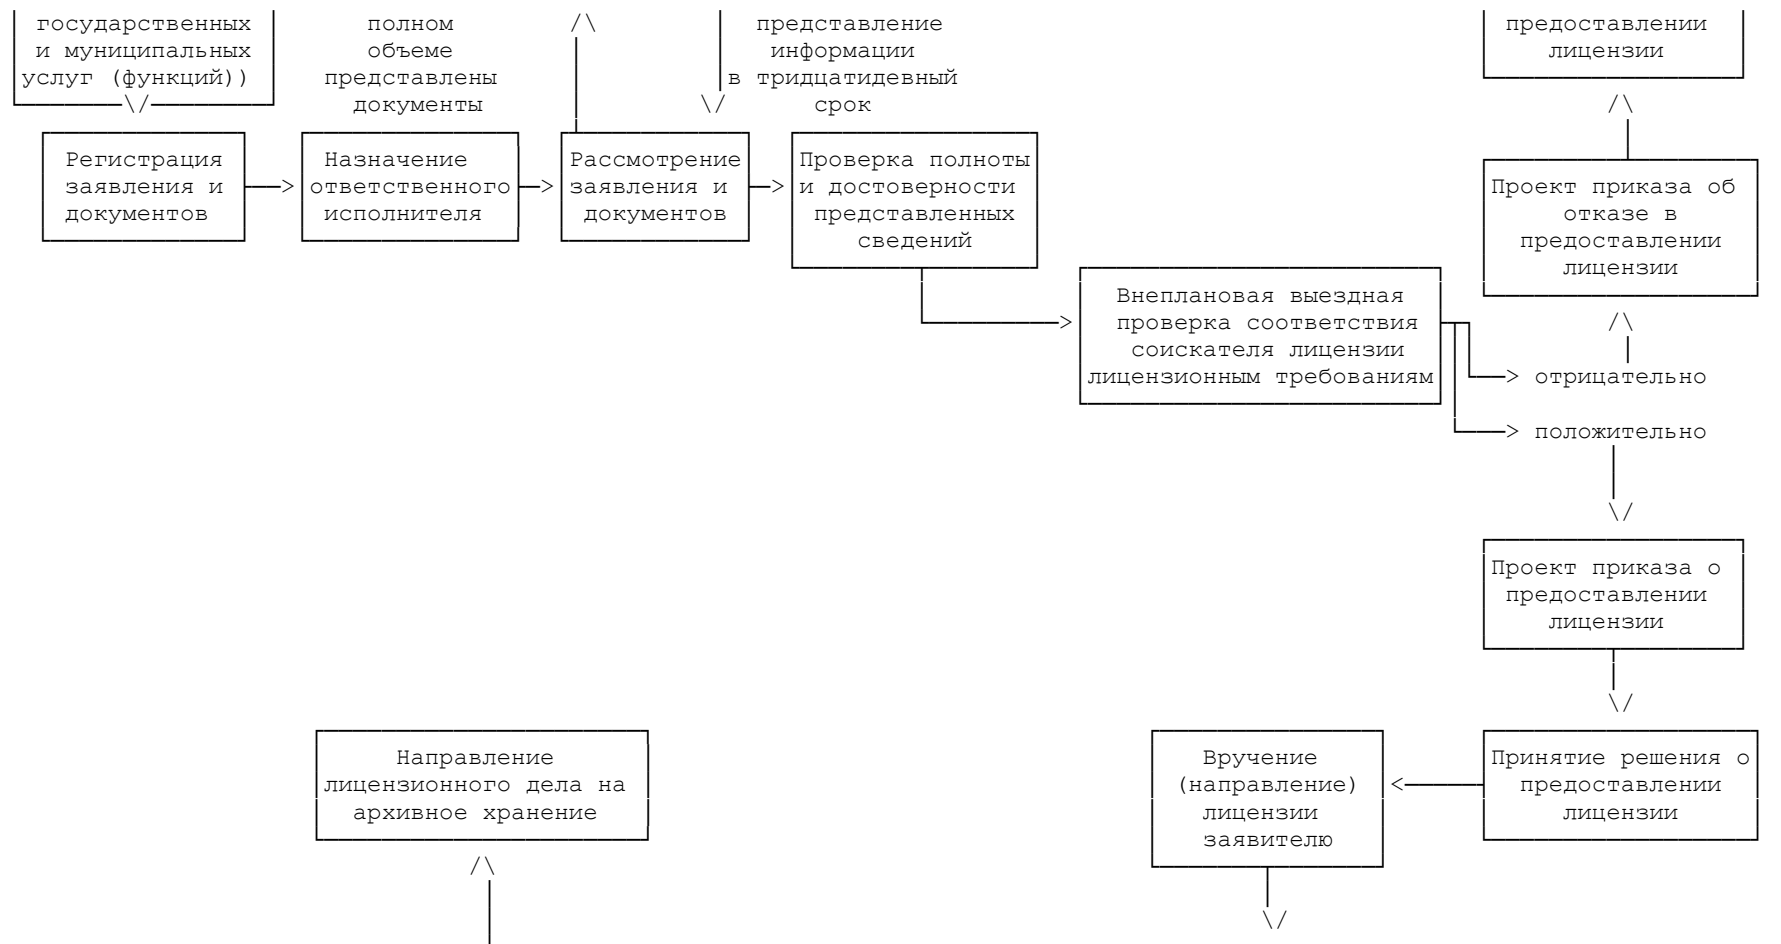 государственных
и муниципальных
услуг (функций))
полном
объеме
представлены
документы
представление
информации
в тридцатидевный
срок
предоставлении
лицензии
Регистрация
заявления и
документов
Назначение
ответственного
исполнителя
Рассмотрение
заявления и
документов
Проверка полноты
и достоверности
представленных
сведений
Проект приказа об
отказе в
предоставлении
лицензии
Внеплановая выездная
проверка соответствия
соискателя лицензии
лицензионным требованиям
отрицательно
положительно
Проект приказа о
предоставлении
лицензии
Направление
лицензионного дела на
архивное хранение
Вручение
(направление)
лицензии
заявителю
Принятие решения о
предоставлении
лицензии